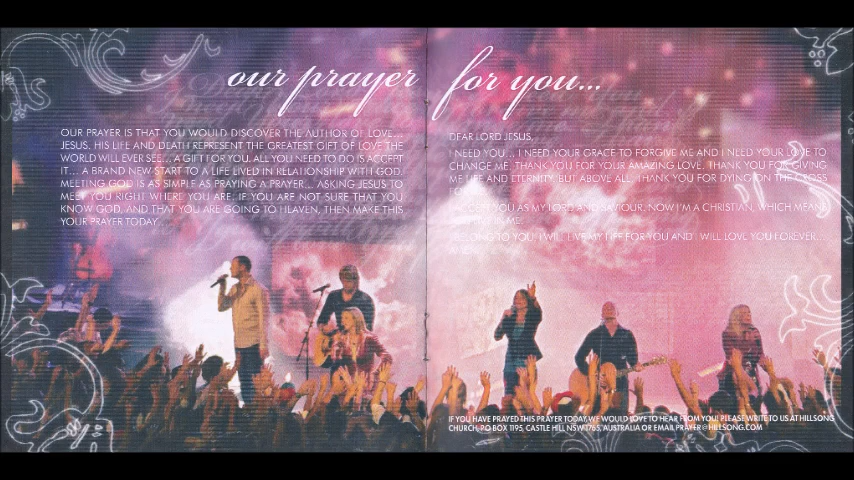 our prayer for you...
OUR PRAYER IS THAT YOU WOULD DISCOVER THE AUTHOR OF LOVE...
JESUS. HIS LIFE AND DEATH REPRESENT THE GREATEST GIFT OF LOVE THE
WORLD WILL EVER SEE... A GIFT FOR YOU. ALL YOU NEED TO DO IS ACCEPT
IT... A BRAND NEW START TO A LIFE LIVED IN RELATIONSHIP WITH GOD.
MEETING GOD IS AS SIMPLE AS PRAYING A PRAYER... ASKING JESUS TO
MEET YOU RIGHT WHERE YOU ARE. IF YOU ARE NOT SURE THAT YOU
KNOW GOD, AND THAT YOU ARE GOING TO HEAVEN, THEN MAKE THIS
YOUR PRAYER TODAY...
DEAR LORD JESUS,
I NEED YOU... I NEED YOUR GRACE TO FORGIVE ME AND I NEED YOUR LOVE TO
CHANGE ME. THANK YOU FOR YOUR AMAZING LOVE. THANK YOU FOR GIVING
ME LIFE AND ETERNITY, BUT ABOVE ALL, THANK YOU FOR DYING ON THE CROSS
YOU AS MY LORD AND SAVIOUR. NOW I'M A CHRISTIAN, WHICH MEANS
IN ME.
I BELONG TO YOU, I WILL LIVE MY LIFE FOR YOU AND I WILL LOVE YOU FOREVER...
IF YOU HAVE PRAYED THIS PRAYER TODAY, WE WOULD LOVE TO HEAR FROM YOU! PLEASE WRITE TO US AT HILLSONG
CHURCH, PO BOX 1195, CASTLE HILL NSW 1765, AUSTRALIA OR EMAIL PRAYER@HILLSONG.COM